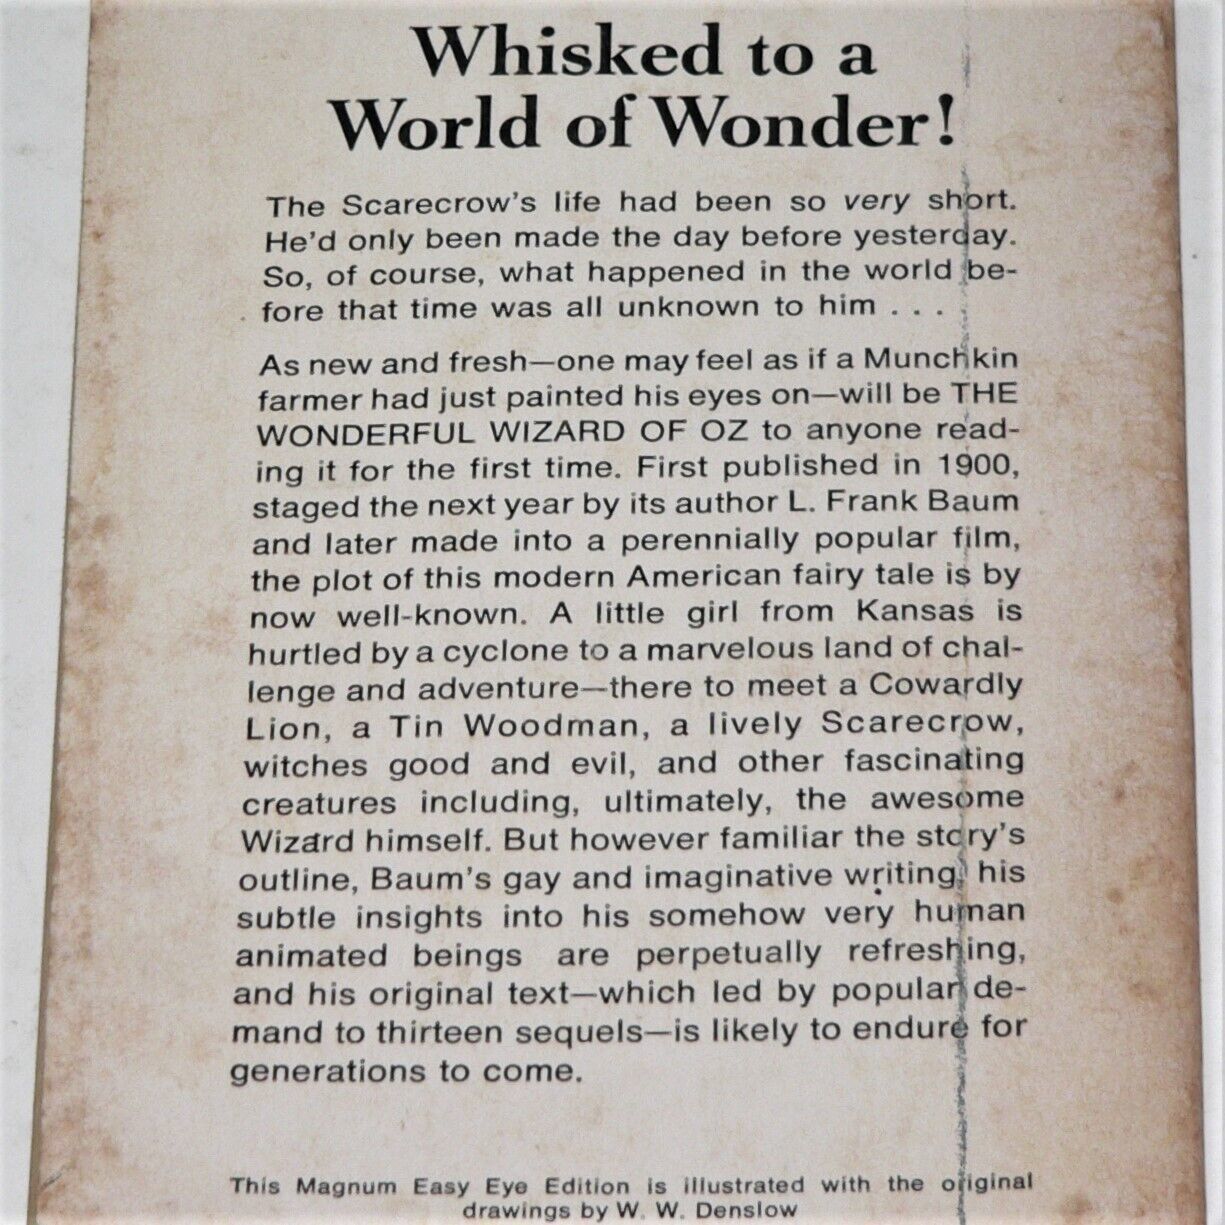 Whisked to a
World of Wonder!
The Scarecrow's life had been so very short.
He'd only been made the day before yesterday.
So, of course, what happened in the world be-
fore that time was all unknown to him . . .
As new and fresh—one may feel as if a Munchkin
farmer had just painted his eyes on—will be THE
WONDERFUL WIZARD OF OZ to anyone read-
ing it for the first time. First published in 1900,
staged the next year by its author L. Frank Baum
and later made into a perennially popular film,
the plot of this modern American fairy tale is by
now well-known. A little girl from Kansas is
hurtled by a cyclone to a marvelous land of chal-
lenge and adventure—there to meet a Cowardly
Lion, a Tin Woodman, a lively Scarecrow,
witches good and evil, and other fascinating
creatures including, ultimately, the awesome
Wizard himself. But however familiar the story's
outline, Baum's gay and imaginative writing, his
subtle insights into his somehow very human
animated beings are perpetually refreshing,
and his original text—which led by popular de-
mand to thirteen sequels—is likely to endure for
generations to come.
This Magnum Easy Eye Edition is illustrated with the original
drawings by W. W. Denslow